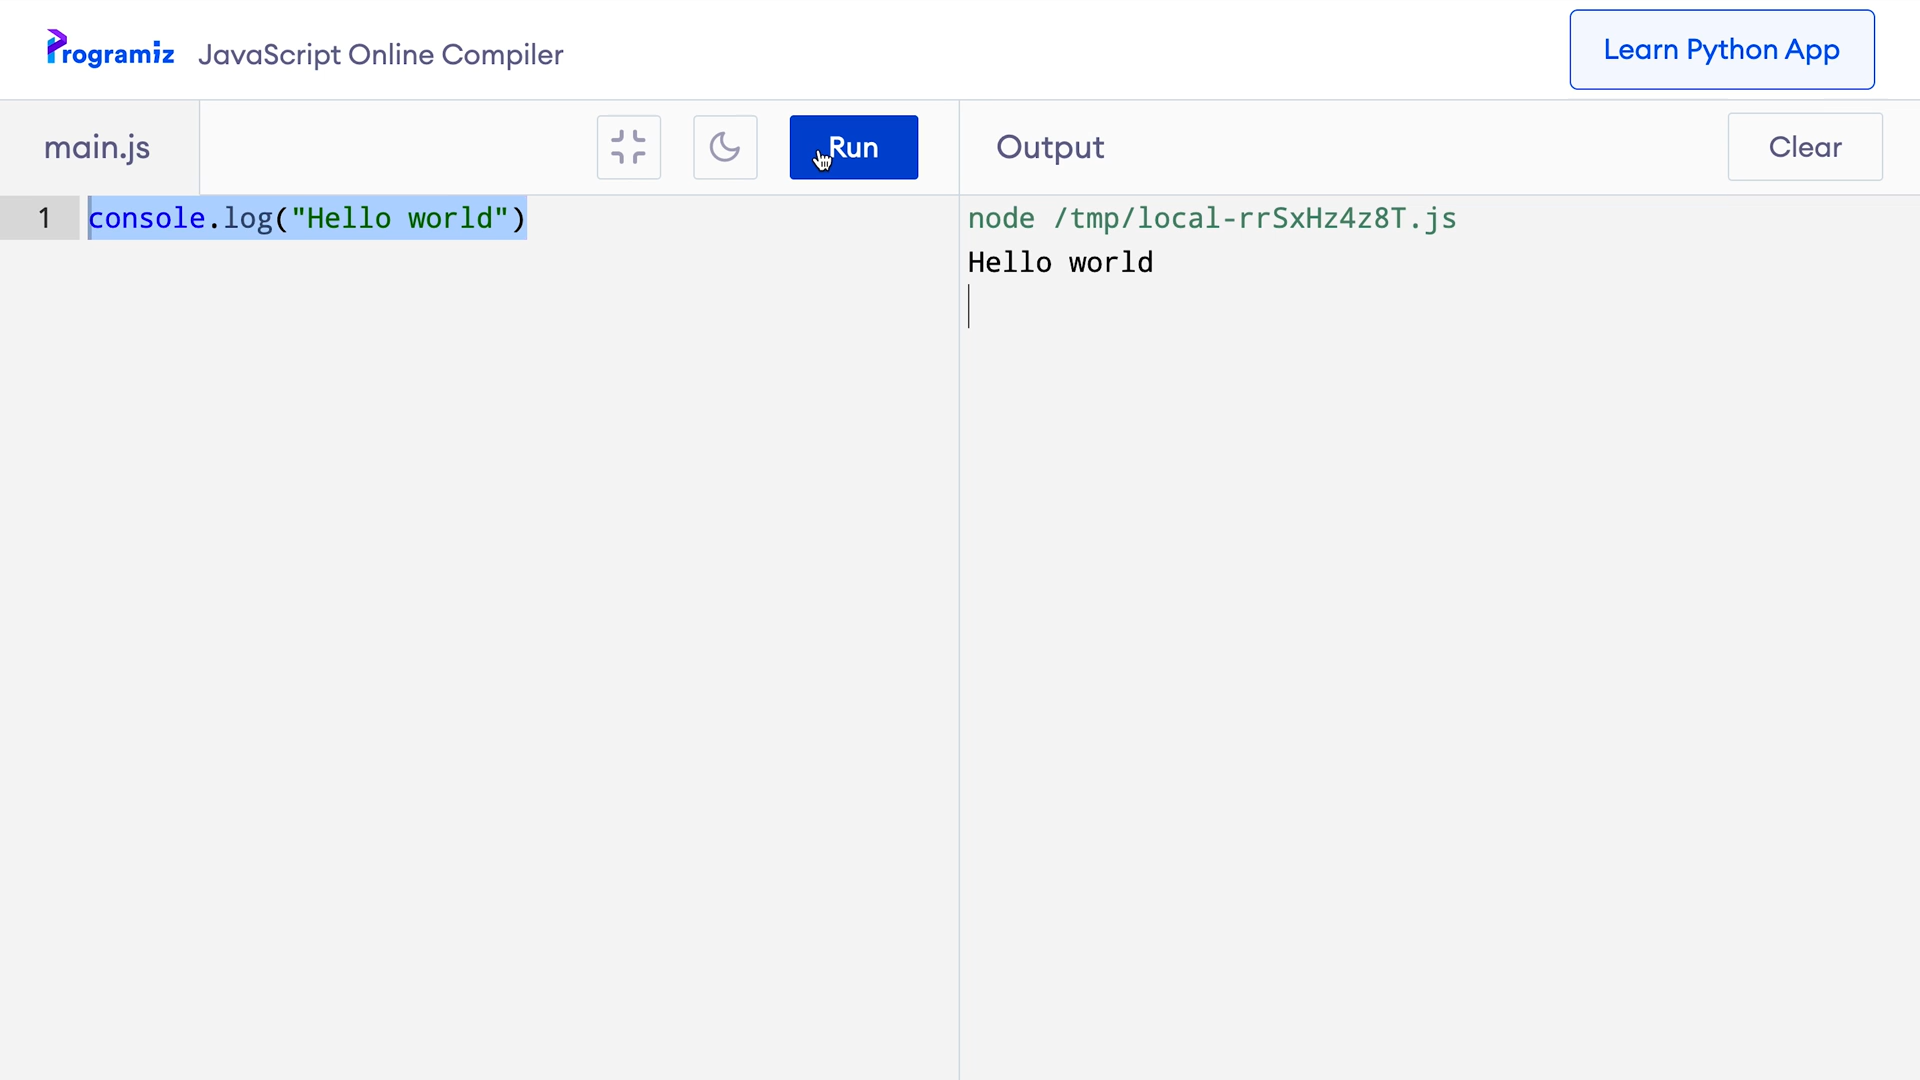 Programiz JavaScript Online Compiler
Learn Python App
main.js
Run
Output
Clear
1 console.log("Hello world")
node /tmp/local-rrSxHz4z8T.js
Hello world